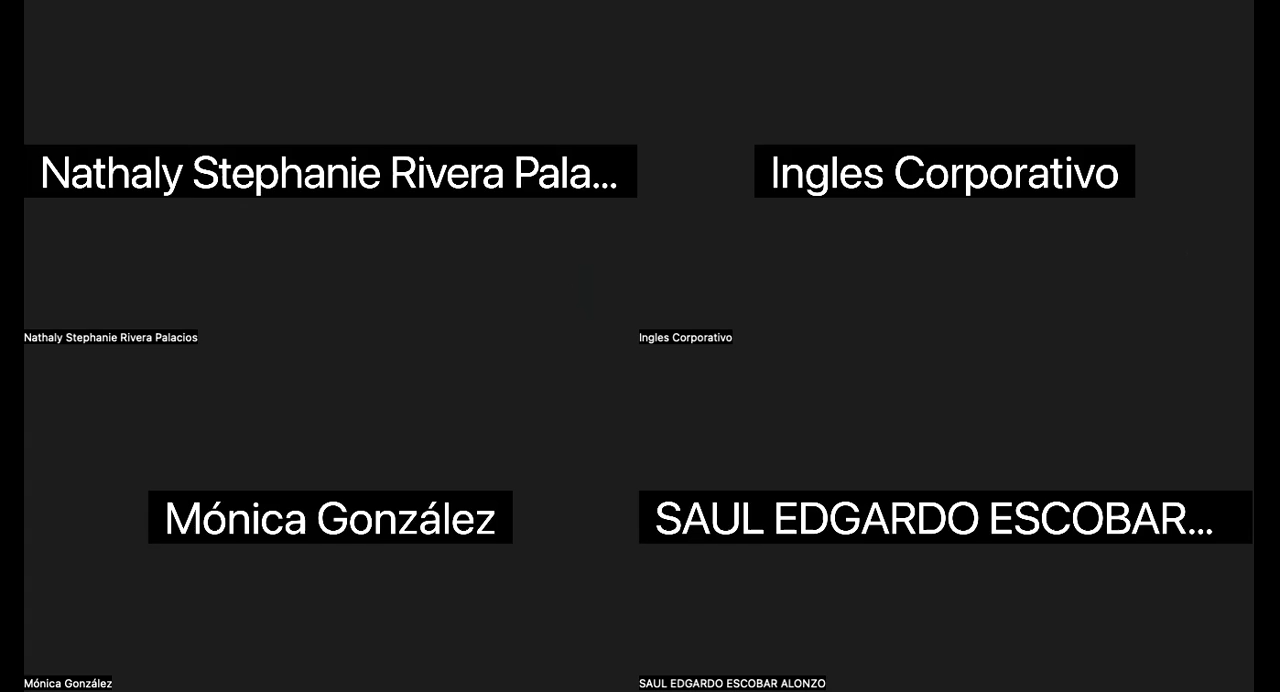 Nathaly Stephanie Rivera Pala...
Ingles Corporativo
Nathaly Stephanie Rivera Palacios
Ingles Corporativo
Mónica González
SAUL EDGARDO ESCOBAR...
Mónica González
SAUL EDGARDO ESCOBAR ALONZO